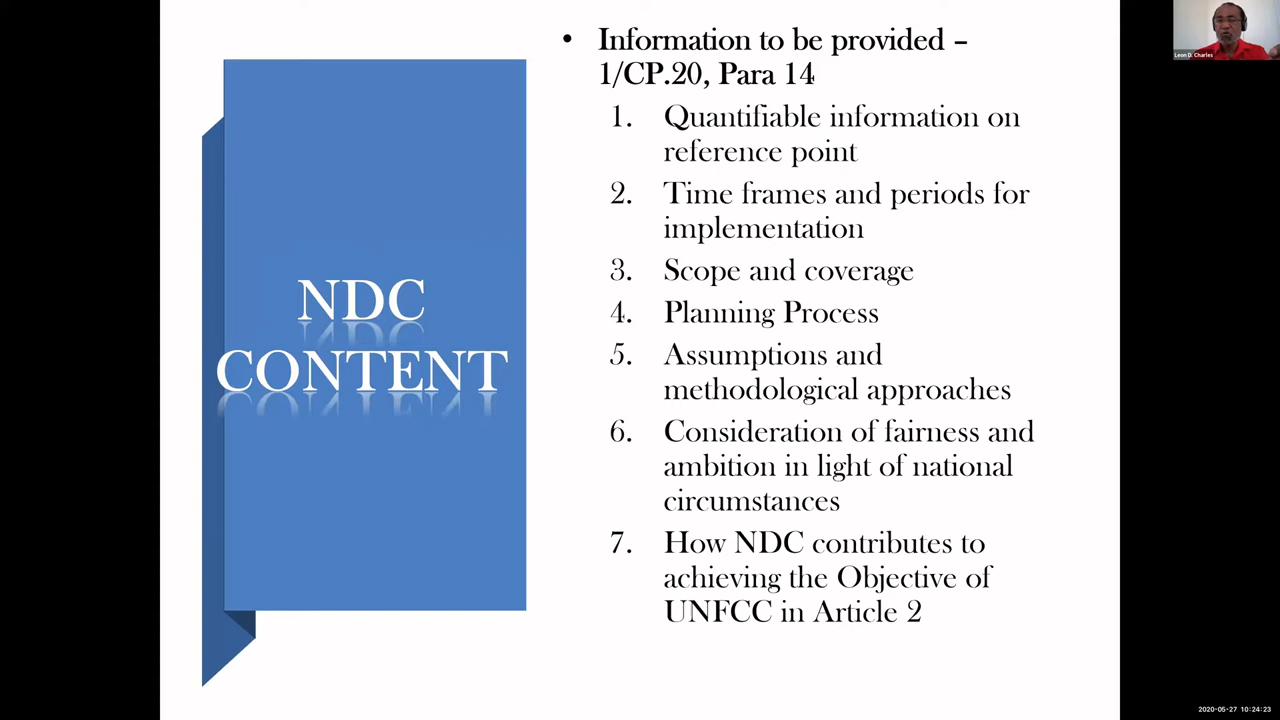 NDC
CONTENT
• Information to be provided –
1/CP.20, Para 14
1. Quantifiable information on
reference point
2. Time frames and periods for
implementation
3. Scope and coverage
4. Planning Process
5. Assumptions and
methodological approaches
6. Consideration of fairness and
ambition in light of national
circumstances
7. How NDC contributes to
achieving the Objective of
UNFCC in Article 2
Leon D. Charles
2020-05-27 10:24:23